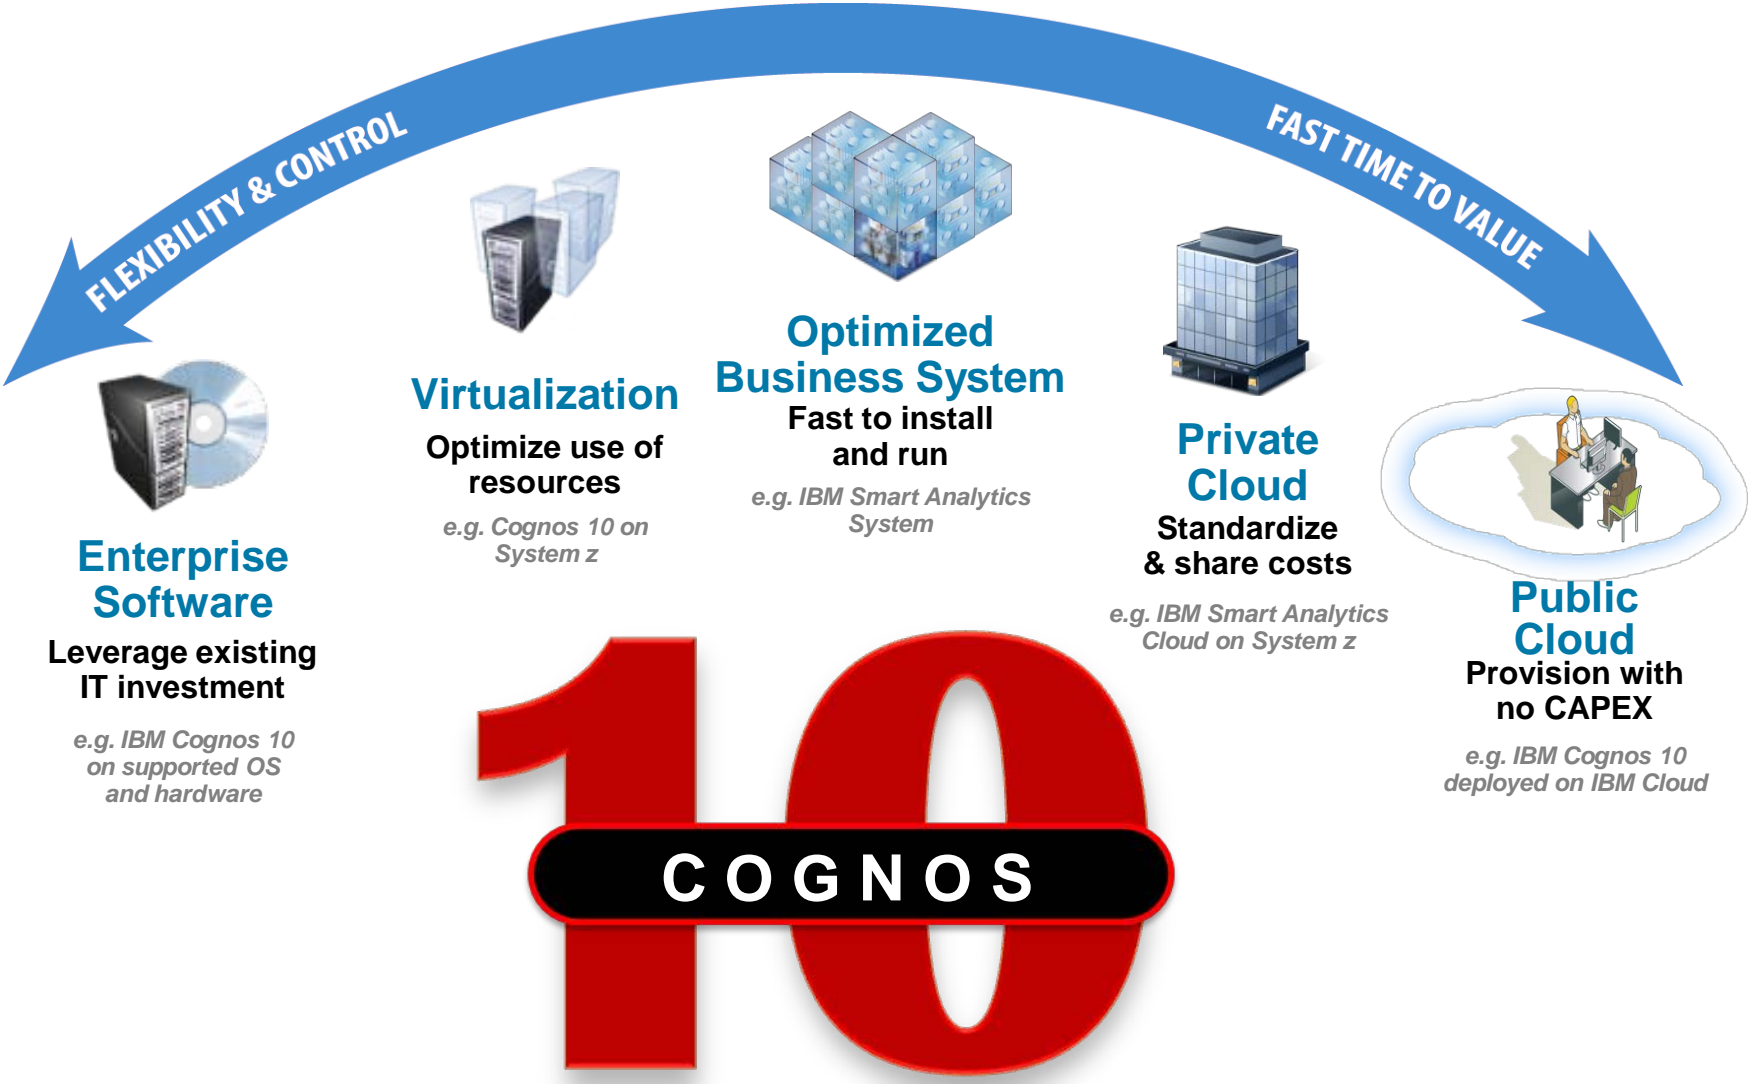 FLEXIBILITY & CONTROL
FAST TIME TO VALUE
Enterprise
Software
Leverage existing
IT investment
e.g. IBM Cognos 10
on supported OS
and hardware
Virtualization
Optimize use of
resources
e.g. Cognos 10 on
System z
Optimized
Business System
Fast to install
and run
e.g. IBM Smart Analytics
System
Private
Cloud
Standardize
& share costs
e.g. IBM Smart Analytics
Cloud on System z
Public
Cloud
Provision with
no CAPEX
e.g. IBM Cognos 10
deployed on IBM Cloud
10
COGNOS